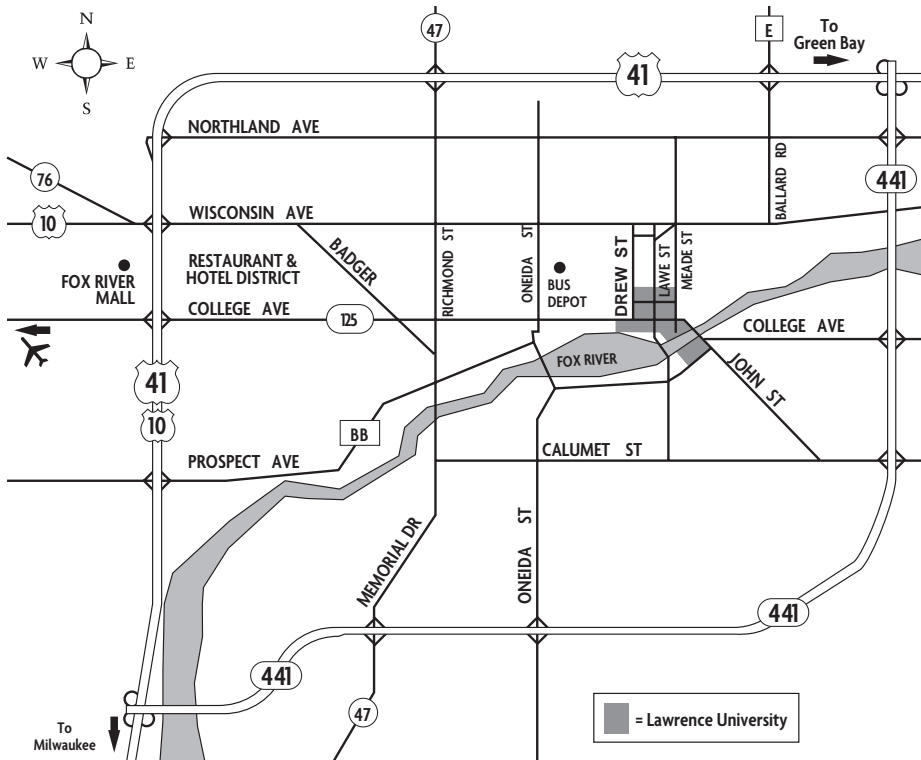 N
W
E
S
47
E
To
Green Bay
41
NORTHLAND AVE
76
441
BALLARD RD
10
WISCONSIN AVE
BADGER
RICHMOND ST
ONEIDA ST
DREW ST
LAWE ST
MEADE ST
FOX RIVER
MALL
RESTAURANT &
HOTEL DISTRICT
BUS
DEPOT
COLLEGE AVE
125
COLLEGE AVE
FOX RIVER
JOHN ST
41
10
BB
PROSPECT AVE
CALUMET ST
MEMORIAL DR
ONEIDA ST
441
441
47
To
Milwaukee
= Lawrence University